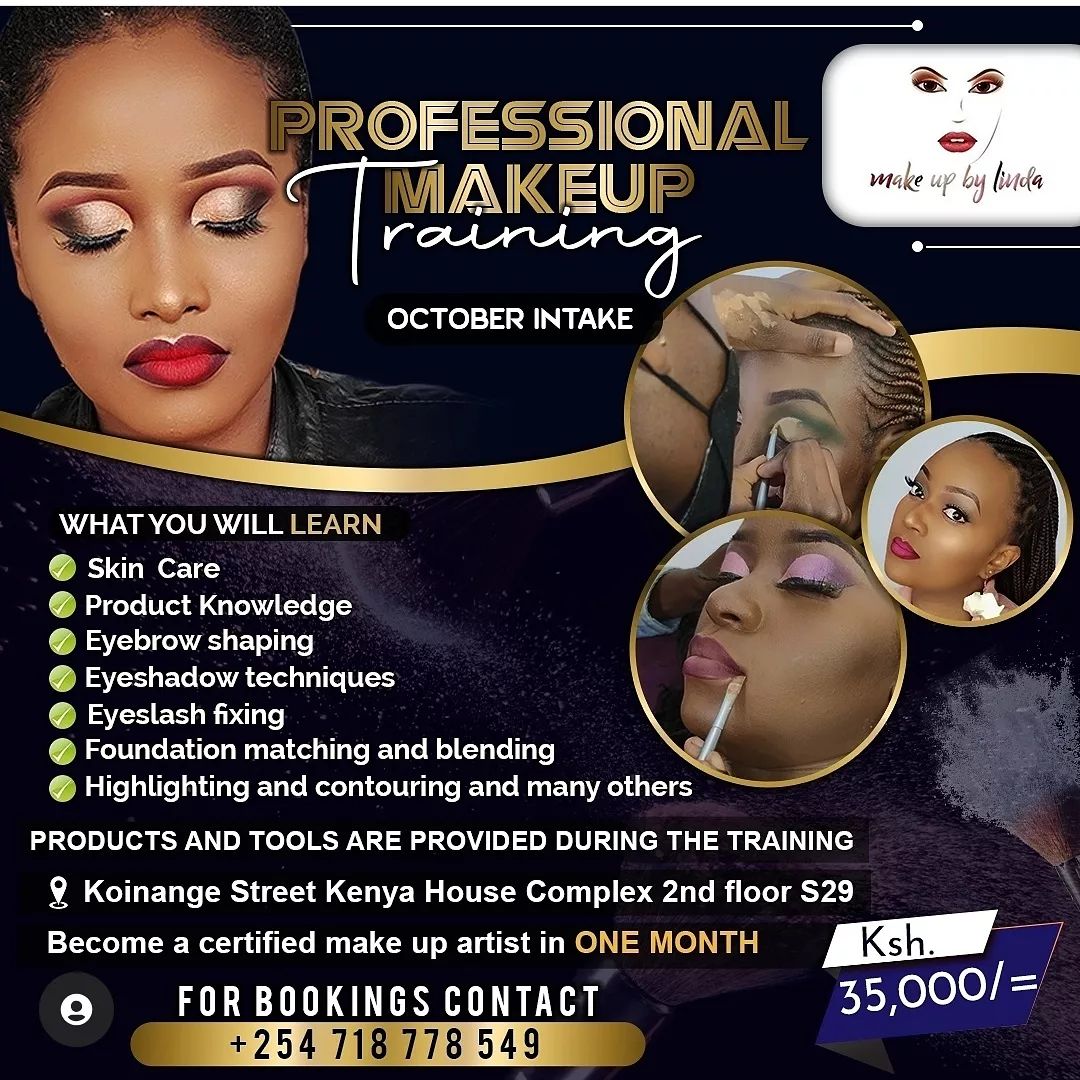 PROFESSIONAL
MAKEUP
Training
make up by linda
OCTOBER INTAKE
WHAT YOU WILL LEARN
Skin Care
Product Knowledge
Eyebrow shaping
Eyeshadow techniques
Eyeslash fixing
Foundation matching and blending
Highlighting and contouring and many others
PRODUCTS AND TOOLS ARE PROVIDED DURING THE TRAINING
Koinange Street Kenya House Complex 2nd floor S29
Become a certified make up artist in ONE MONTH
Ksh.
35,000/=
FOR BOOKINGS CONTACT
+254 718 778 549